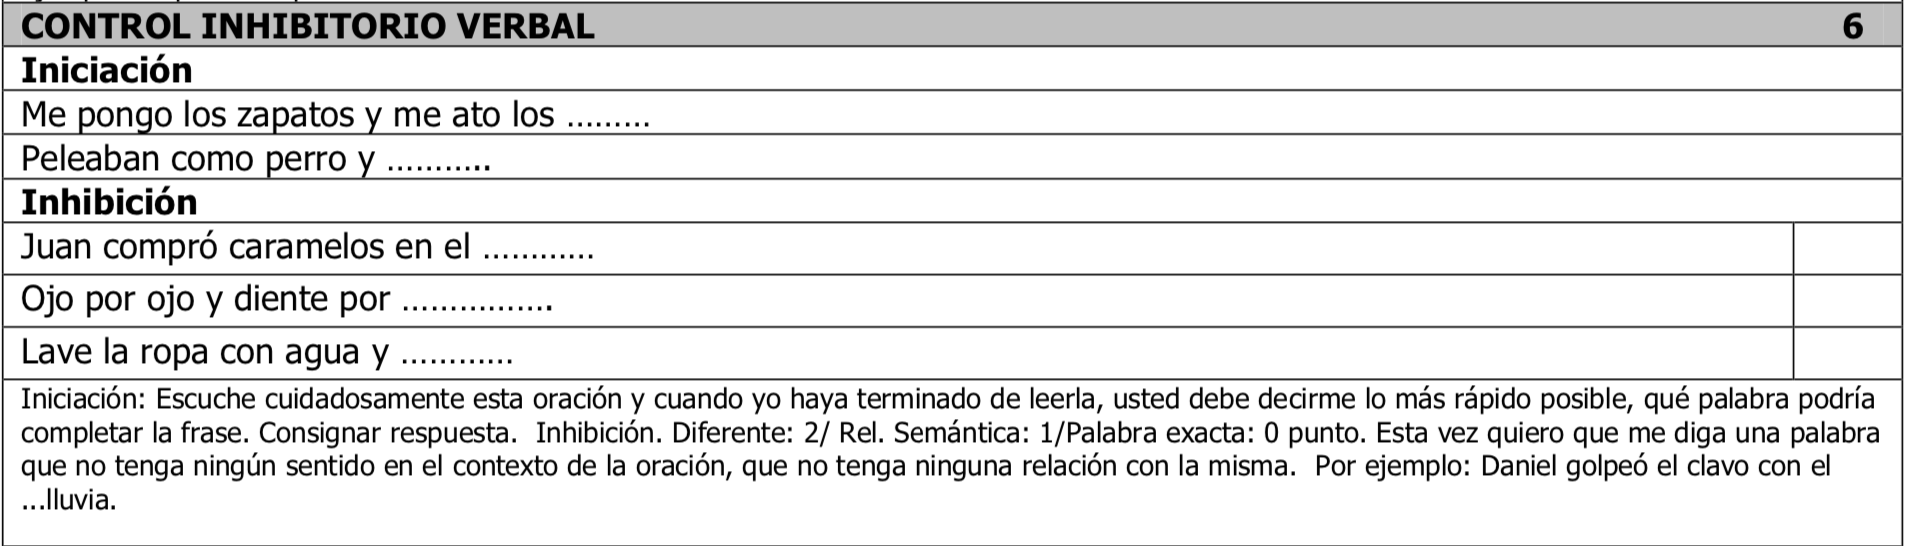 CONTROL INHIBITORIO VERBAL 6
Iniciación
Me pongo los zapatos y me ato los .........
Peleaban como perro y ...........
Inhibición
Juan compró caramelos en el ............
Ojo por ojo y diente por ................
Lave la ropa con agua y ............
Iniciación: Escuche cuidadosamente esta oración y cuando yo haya terminado de leerla, usted debe decirme lo más rápido posible, qué palabra podría
completar la frase. Consignar respuesta. Inhibición. Diferente: 2/ Rel. Semántica: 1/Palabra exacta: 0 punto. Esta vez quiero que me diga una palabra
que no tenga ningún sentido en el contexto de la oración, que no tenga ninguna relación con la misma. Por ejemplo: Daniel golpeó el clavo con el
...lluvia.